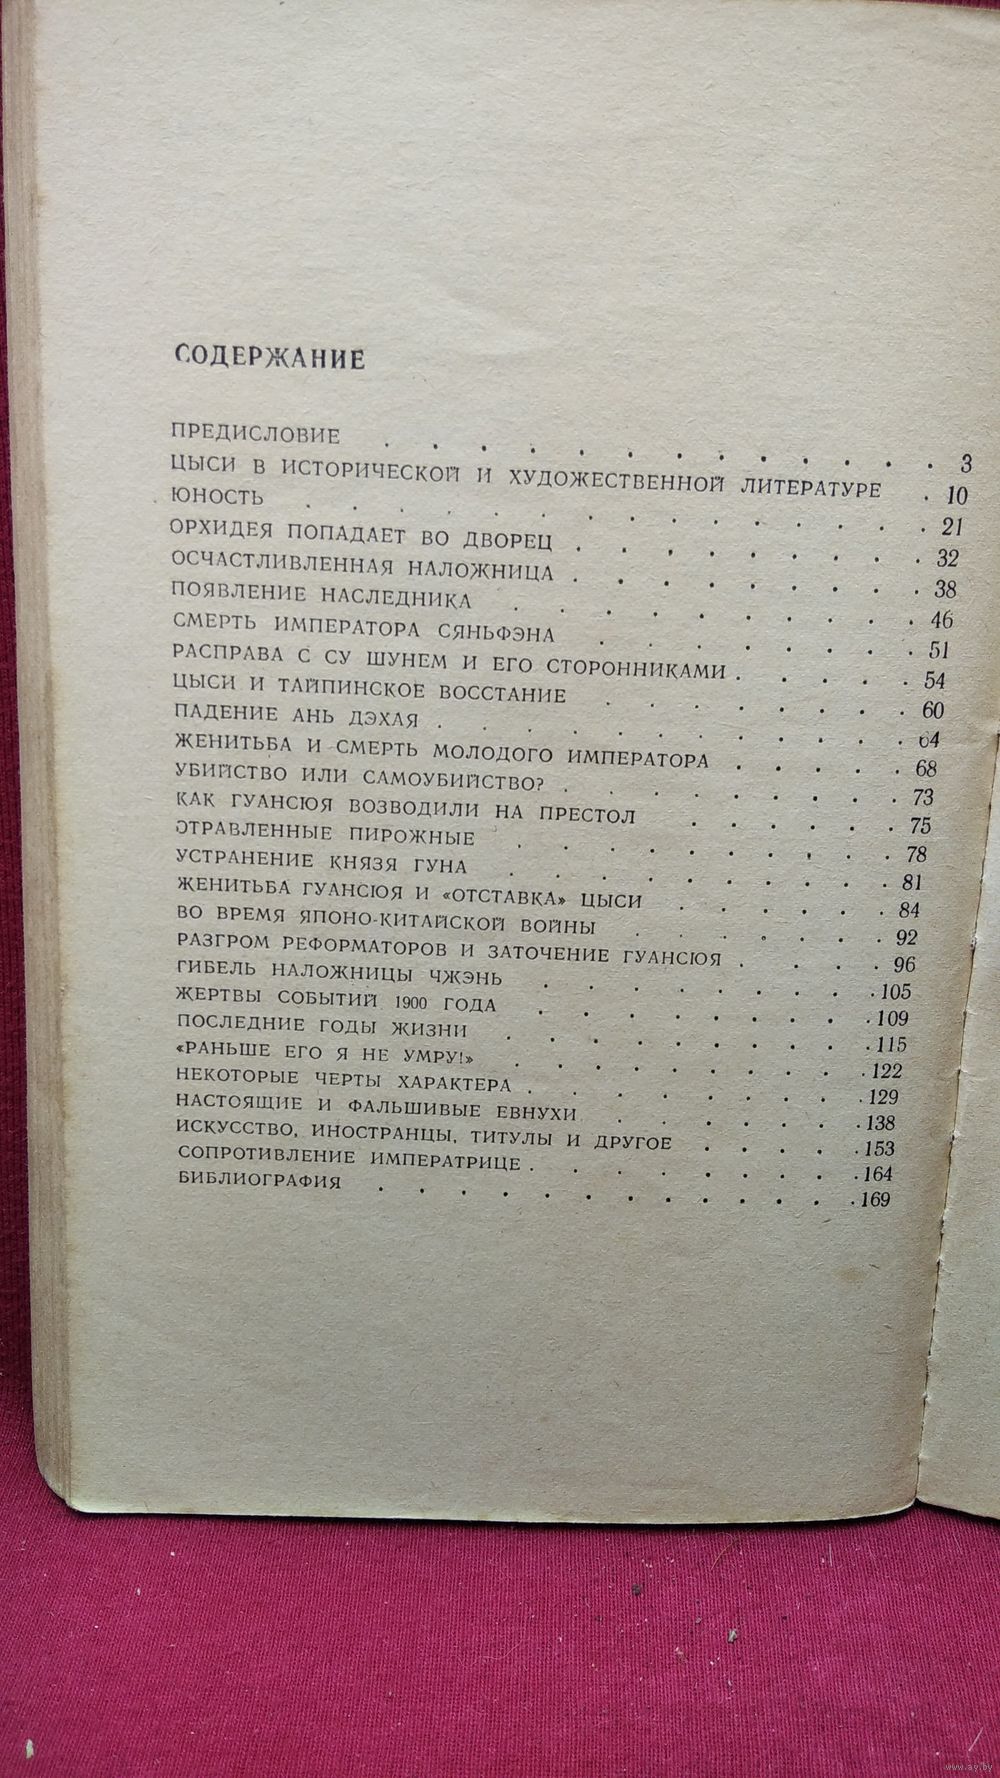 СОДЕРЖАНИЕ
ПРЕДИСЛОВИЕ . . . . . . . . . . . . 3
ЦЫСИ В ИСТОРИЧЕСКОЙ И ХУДОЖЕСТВЕННОЙ ЛИТЕРАТУРЕ . 10
ЮНОСТЬ . . . . . . . . . . . . . . 21
ОРХИДЕЯ ПОПАДАЕТ ВО ДВОРЕЦ . . . . . . . . 32
ОСЧАСТЛИВЛЕННАЯ НАЛОЖНИЦА . . . . . . . . 38
ПОЯВЛЕНИЕ НАСЛЕДНИКА . . . . . . . . . 46
СМЕРТЬ ИМПЕРАТОРА СЯНЬФЭНА . . . . . . . 51
РАСПРАВА С СУ ШУНЕМ И ЕГО СТОРОННИКАМИ . . . . . 54
ЦЫСИ И ТАЙПИНСКОЕ ВОССТАНИЕ . . . . . . . 60
ПАДЕНИЕ АНЬ ДЭХАЯ . . . . . . . . . . . 64
ЖЕНИТЬБА И СМЕРТЬ МОЛОДОГО ИМПЕРАТОРА . . . . . 68
УБИЙСТВО ИЛИ САМОУБИЙСТВО? . . . . . . . . 73
КАК ГУАНСЮЯ ВОЗВОДИЛИ НА ПРЕСТОЛ . . . . . . 75
ОТРАВЛЕННЫЕ ПИРОЖНЫЕ . . . . . . . . . 78
УСТРАНЕНИЕ КНЯЗЯ ГУНА . . . . . . . . . . 81
ЖЕНИТЬБА ГУАНСЮЯ И «ОТСТАВКА» ЦЫСИ . . . . . . 84
ВО ВРЕМЯ ЯПОНО-КИТАЙСКОЙ ВОЙНЫ . . . . . . . 92
РАЗГРОМ РЕФОРМАТОРОВ И ЗАТОЧЕНИЕ ГУАНСЮЯ . . . . . 96
ГИБЕЛЬ НАЛОЖНИЦЫ ЧЖЭНЬ . . . . . . . . . 105
ЖЕРТВЫ СОБЫТИЙ 1900 ГОДА . . . . . . . . . 109
ПОСЛЕДНИЕ ГОДЫ ЖИЗНИ . . . . . . . . . . 115
«РАНЬШЕ ЕГО Я НЕ УМРУ!» . . . . . . . . . 122
НЕКОТОРЫЕ ЧЕРТЫ ХАРАКТЕРА . . . . . . . . . 129
НАСТОЯЩИЕ И ФАЛЬШИВЫЕ ЕВНУХИ . . . . . . . . 138
ИСКУССТВО, ИНОСТРАНЦЫ, ТИТУЛЫ И ДРУГОЕ . . . . . 153
СОПРОТИВЛЕНИЕ ИМПЕРАТРИЦЕ . . . . . . . . . 164
БИБЛИОГРАФИЯ . . . . . . . . . . . . . 169
www.ay.by